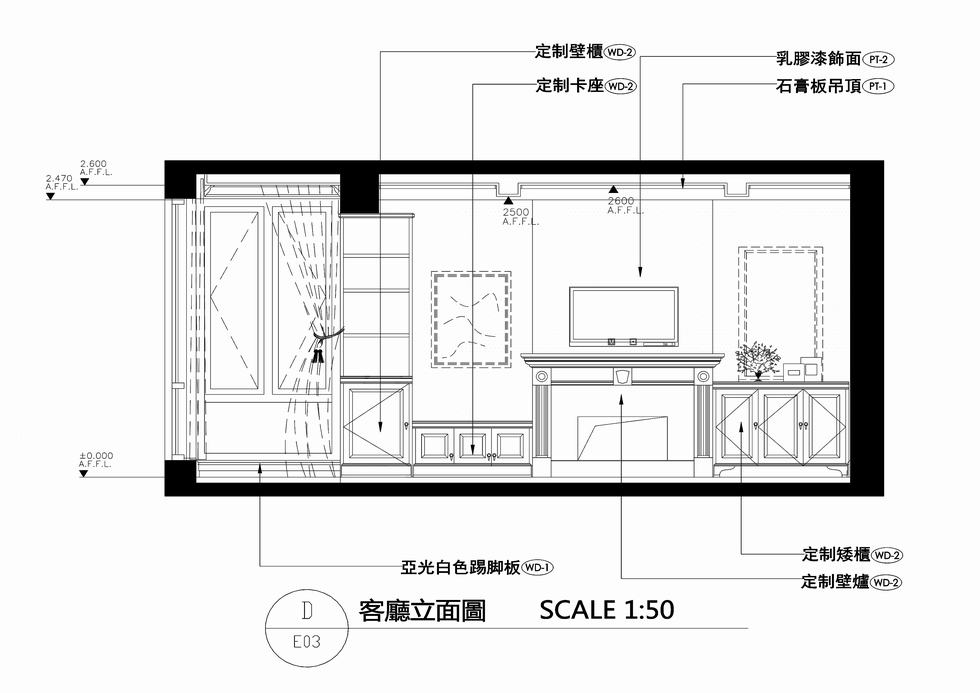 定制壁櫃 WD-2
定制卡座 WD-2
乳膠漆飾面 PT-2
石膏板吊頂 PT-1
2.600
A.F.F.L.
2.470
A.F.F.L.
2500
A.F.F.L.
2600
A.F.F.L.
±0.000
A.F.F.L.
亞光白色踢脚板 WD-1
定制矮櫃 WD-2
定制壁爐 WD-2
D
E03
客廳立面圖 SCALE 1:50